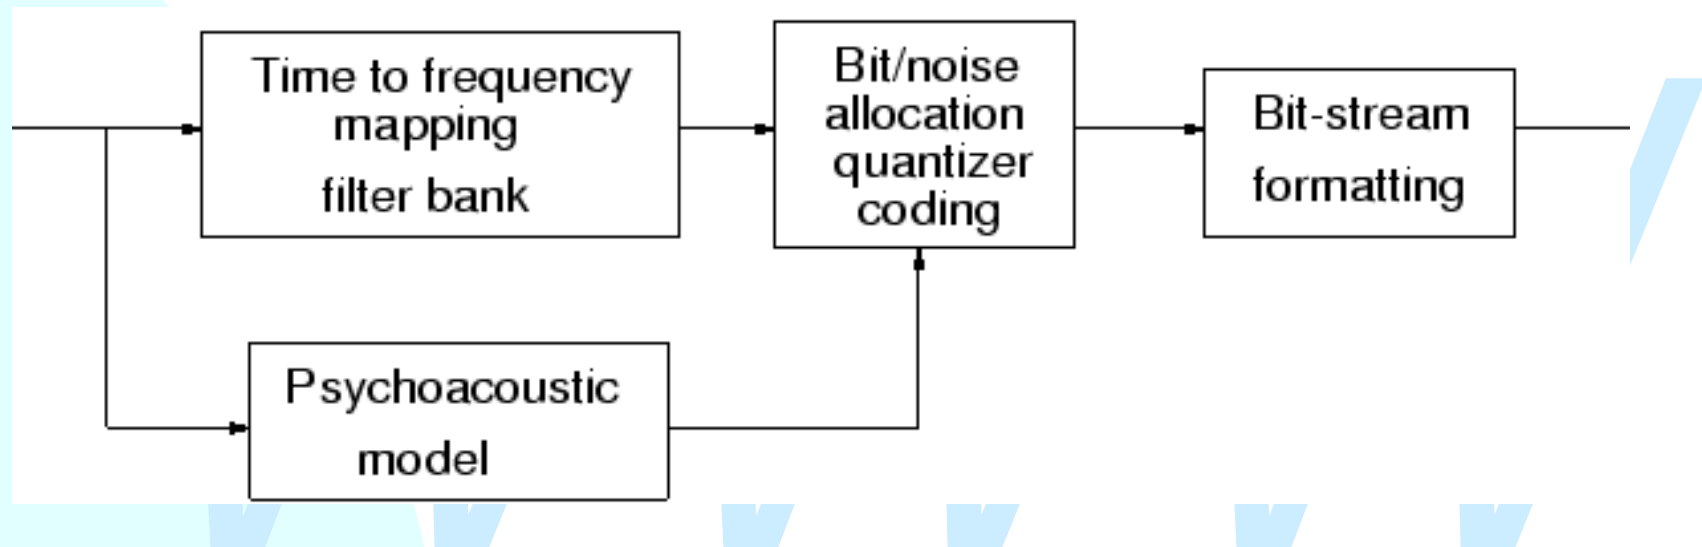 Time to frequency
mapping
filter bank
Bit/noise
allocation
quantizer
coding
Bit-stream
formatting
Psychoacoustic
model